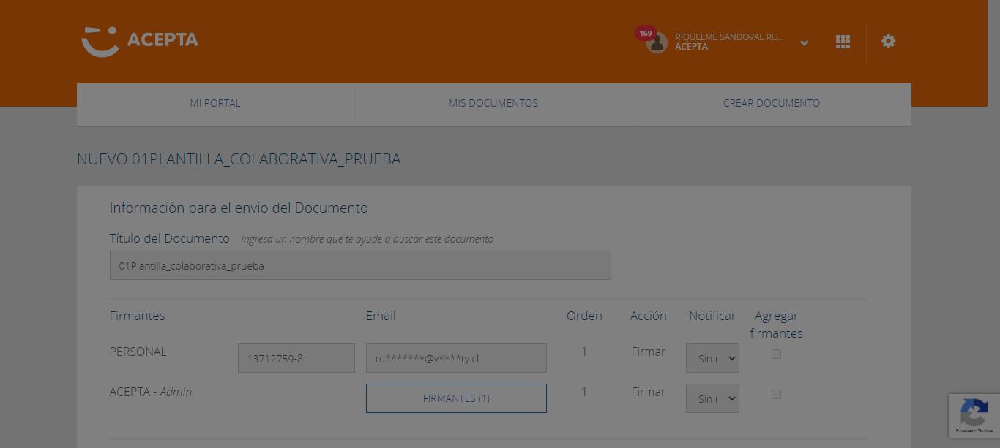 ACEPTA
169
RIQUELME SANDOVAL RU...
ACEPTA
MI PORTAL
MIS DOCUMENTOS
CREAR DOCUMENTO
NUEVO 01PLANTILLA_COLABORATIVA_PRUEBA
Información para el envío del Documento
Título del Documento Ingresa un nombre que te ayude a buscar este documento
01Plantilla_colaborativa_prueba
Firmantes Email Orden Acción Notificar Agregar firmantes
PERSONAL 13712759-8 ru*******@v****ty.cl 1 Firmar Sin
ACEPTA - Admin FIRMANTES (1) 1 Firmar Sin
Privacidad - Términos